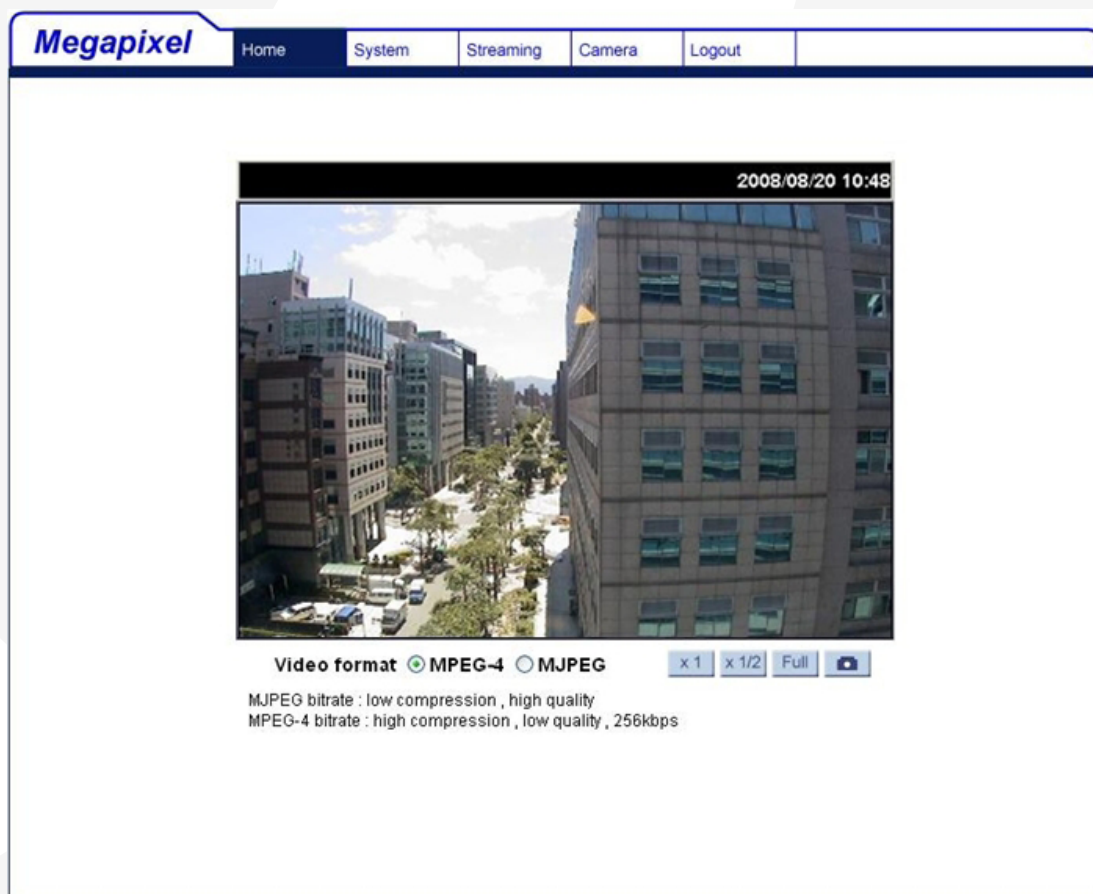 Megapixel
Home System Streaming Camera Logout
2008/08/20 10:48
Video format MPEG-4 MJPEG x 1 x 1/2 Full
MJPEG bitrate : low compression , high quality
MPEG-4 bitrate : high compression , low quality , 256kbps